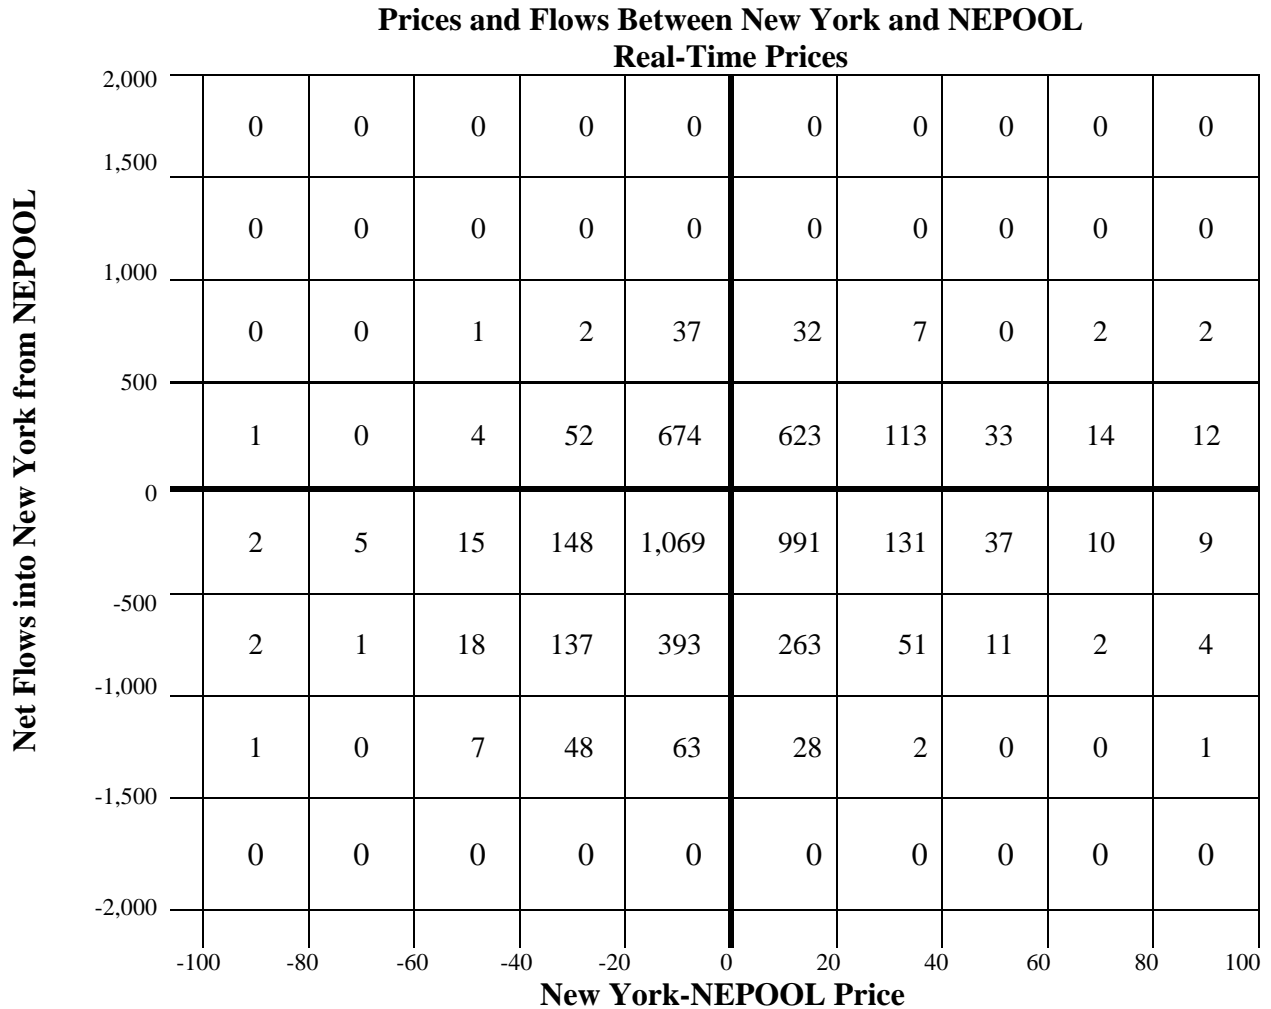 Prices and Flows Between New York and NEPOOL
Real-Time Prices
Net Flows into New York from NEPOOL
2,000
0 0 0 0 0 0 0 0 0 0
1,500
0 0 0 0 0 0 0 0 0 0
1,000
0 0 1 2 37 32 7 0 2 2
500
1 0 4 52 674 623 113 33 14 12
0
2 5 15 148 1,069 991 131 37 10 9
-500
2 1 18 137 393 263 51 11 2 4
-1,000
1 0 7 48 63 28 2 0 0 1
-1,500
0 0 0 0 0 0 0 0 0 0
-2,000
-100 -80 -60 -40 -20 0 20 40 60 80 100
New York-NEPOOL Price